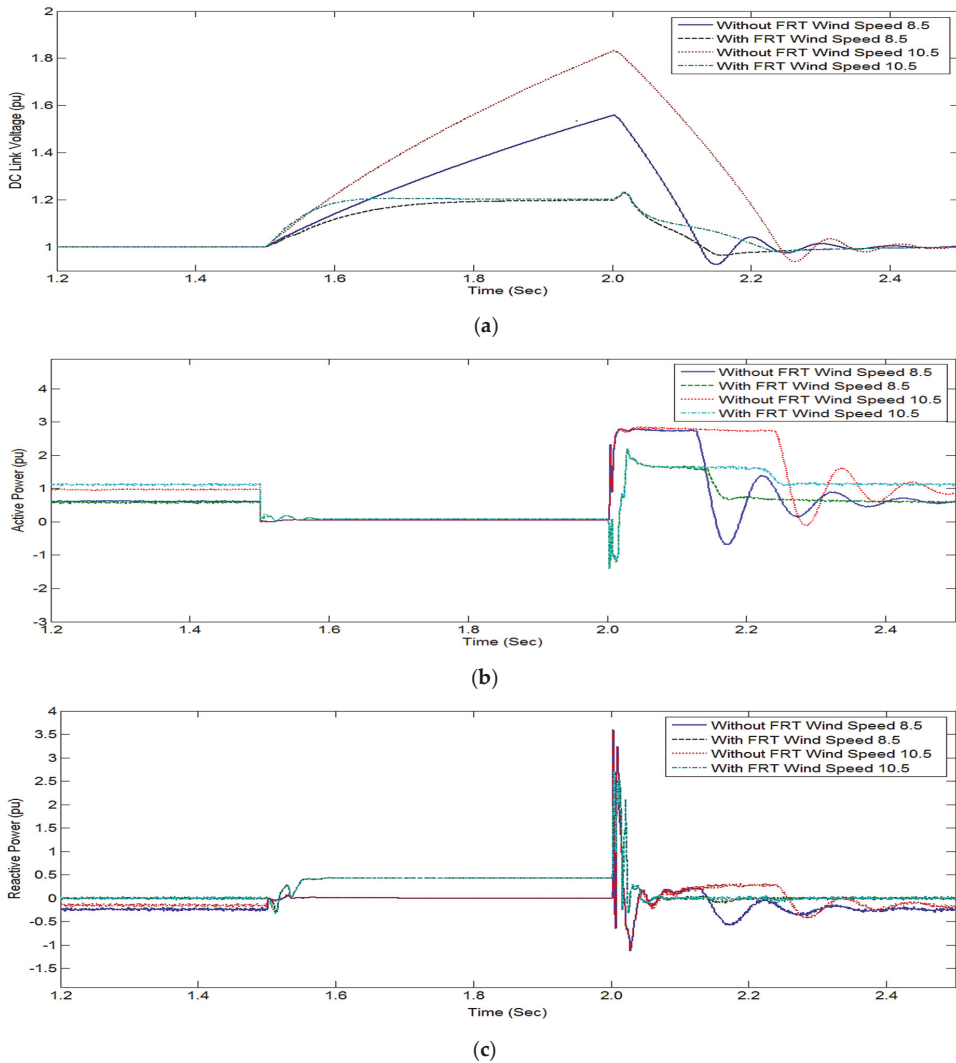 2
1.8
1.6
1.4
1.2
1
DC Link Voltage (pu)
Without FRT Wind Speed 8.5
With FRT Wind Speed 8.5
Without FRT Wind Speed 10.5
With FRT Wind Speed 10.5
1.2 1.4 1.6 1.8 2.0 2.2 2.4
Time (Sec)
(a)
4
3
2
1
0
-1
-2
-3
Active Power (pu)
Without FRT Wind Speed 8.5
With FRT Wind Speed 8.5
Without FRT Wind Speed 10.5
With FRT Wind Speed 10.5
1.2 1.4 1.6 1.8 2.0 2.2 2.4
Time (Sec)
(b)
4
3.5
3
2.5
2
1.5
1
0.5
0
-0.5
-1
-1.5
Reactive Power (pu)
Without FRT Wind Speed 8.5
With FRT Wind Speed 8.5
Without FRT Wind Speed 10.5
With FRT Wind Speed 10.5
1.2 1.4 1.6 1.8 2.0 2.2 2.4
Time (Sec)
(c)